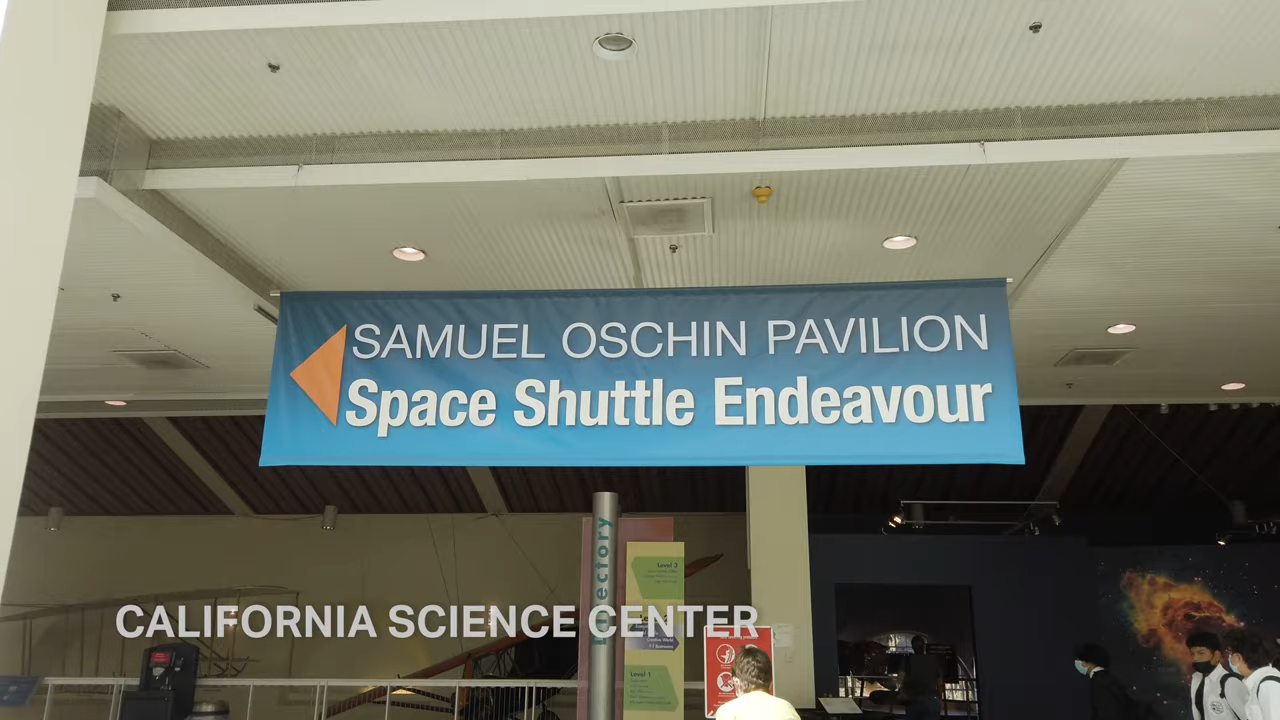 SAMUEL OSCHIN PAVILION
Space Shuttle Endeavour
Directory
Level 2
CALIFORNIA SCIENCE CENTER
Level 1